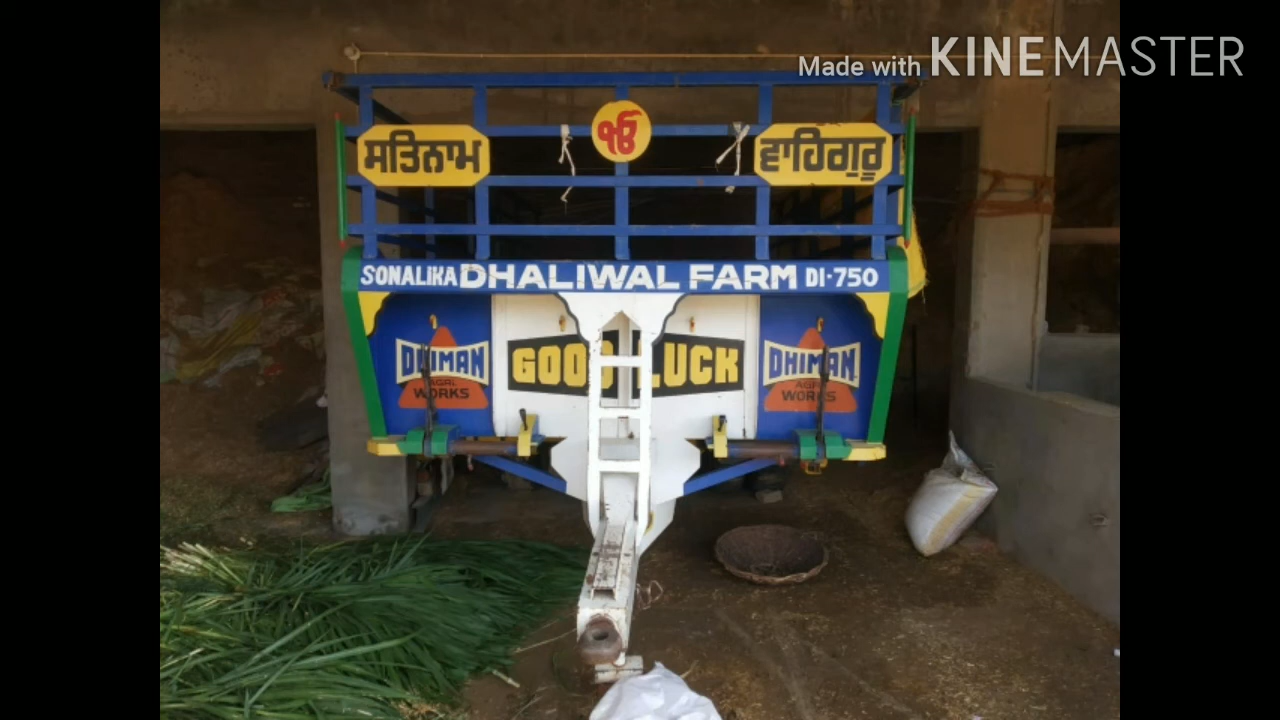 Made with KINEMASTER
ਸਤਿਨਾਮ
ੴ
ਵਾਹਿਗੁਰੂ
SONALIKA DHALIWAL FARM DI-750
DHIMAN
AGRI.
WORKS
GOOD LUCK
DHIMAN
AGRI
WORKS